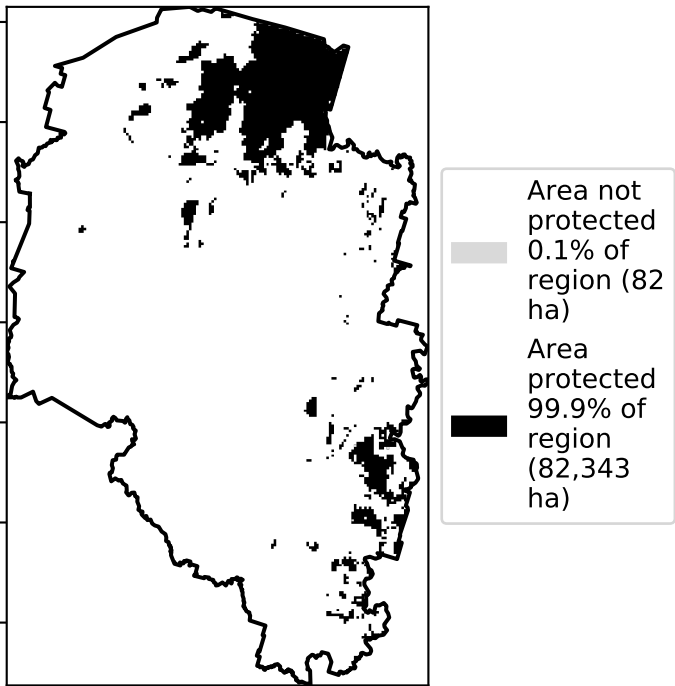 Area not
protected
0.1% of
region (82
ha)
Area
protected
99.9% of
region
(82,343
ha)